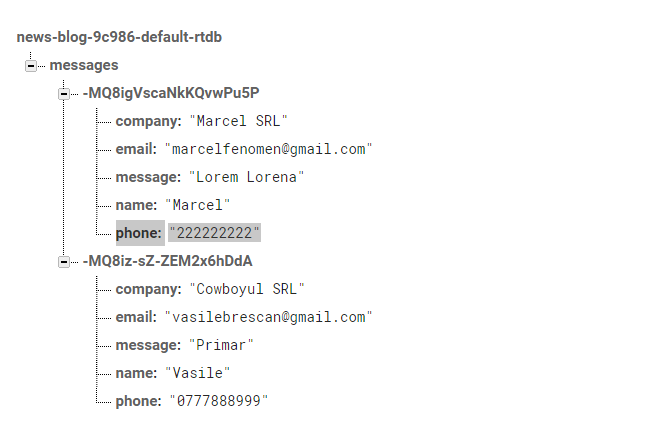 news-blog-9c986-default-rtdb
messages
-MQ8igVscaNkKQvwPu5P
company: "Marcel SRL"
email: "marcelfenomen@gmail.com"
message: "Lorem Lorena"
name: "Marcel"
phone: "222222222"
-MQ8iz-sZ-ZEM2x6hDdA
company: "Cowboyul SRL"
email: "vasilebrescan@gmail.com"
message: "Primar"
name: "Vasile"
phone: "0777888999"